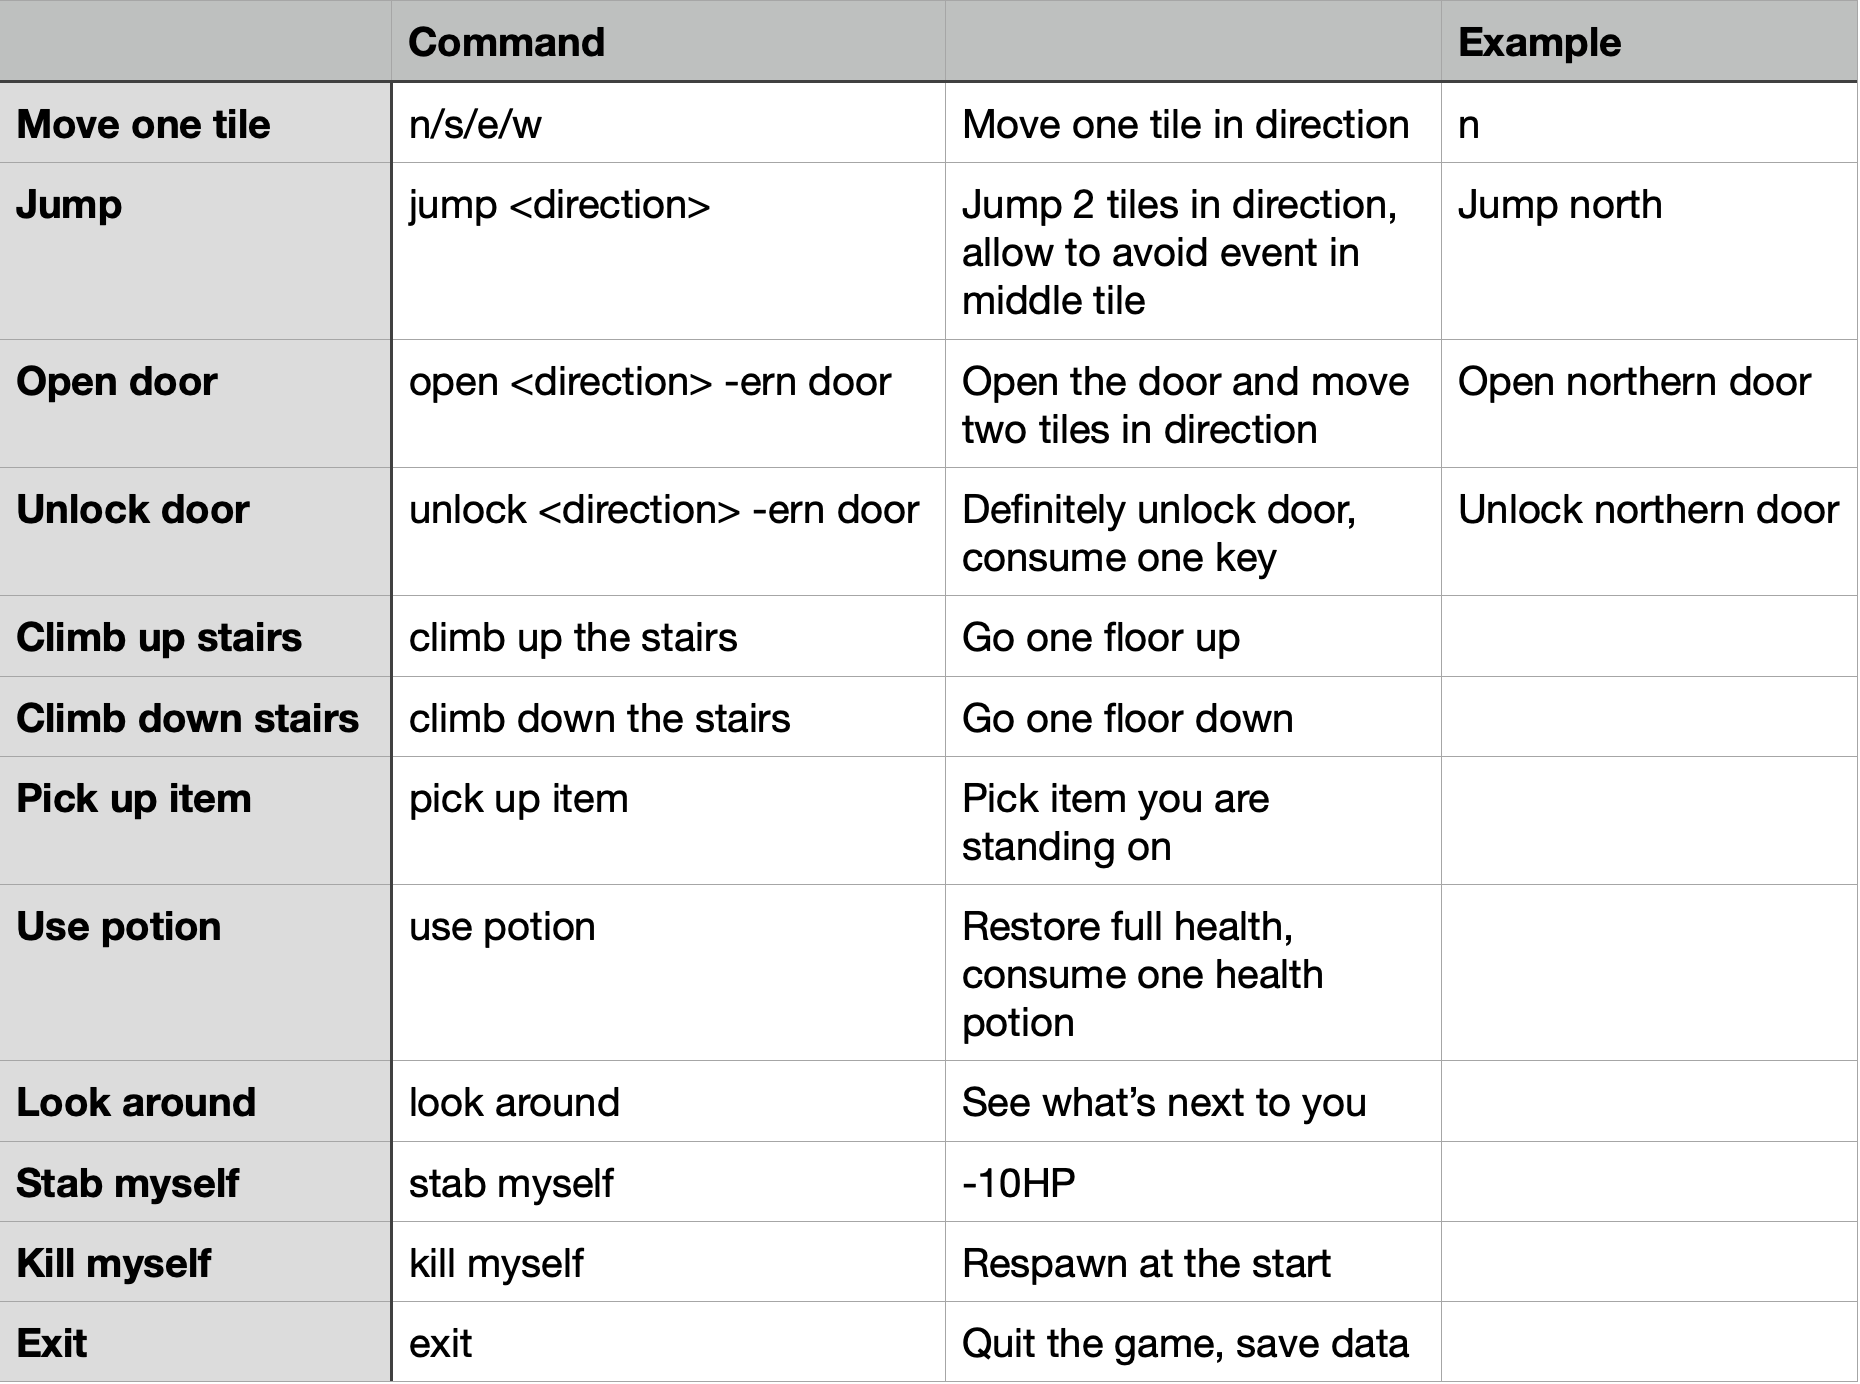 Command
Example
Move one tile
n/s/e/w
Move one tile in direction
n
Jump
jump <direction>
Jump 2 tiles in direction,
allow to avoid event in
middle tile
Jump north
Open door
open <direction> -ern door
Open the door and move
two tiles in direction
Open northern door
Unlock door
unlock <direction> -ern door
Definitely unlock door,
consume one key
Unlock northern door
Climb up stairs
climb up the stairs
Go one floor up
Climb down stairs
climb down the stairs
Go one floor down
Pick up item
pick up item
Pick item you are
standing on
Use potion
use potion
Restore full health,
consume one health
potion
Look around
look around
See what’s next to you
Stab myself
stab myself
-10HP
Kill myself
kill myself
Respawn at the start
Exit
exit
Quit the game, save data